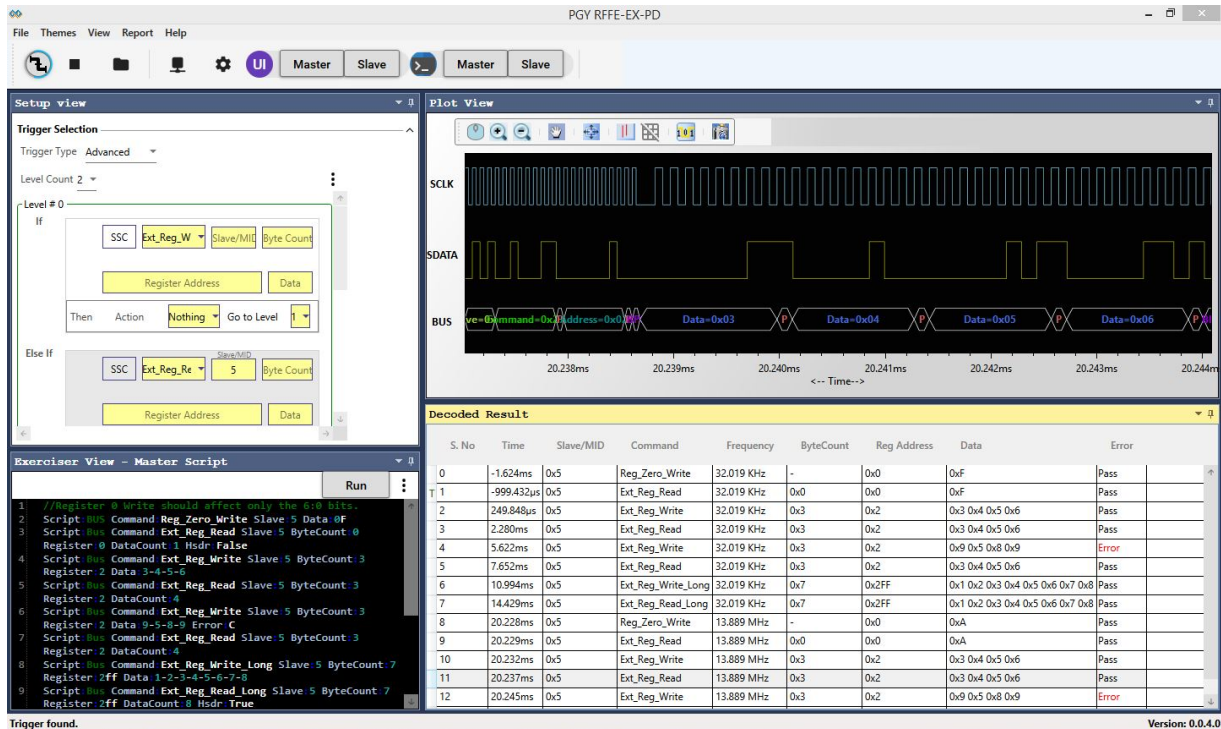 PGY RFFE-EX-PD
File Themes View Report Help
UI Master Slave Master Slave
Setup view
Trigger Selection
Trigger Type Advanced
Level Count 2
Level # 0
If
SSC Ext_Reg_W Slave/MID Byte Count
Register Address Data
Then Action Nothing Go to Level 1
Else If
Slave/MID
SSC Ext_Reg_Re 5 Byte Count
Register Address Data
Exerciser View - Master Script
Run
1 //Register 0 Write should affect only the 6:0 bits.
2 Script:BUS Command:Reg_Zero_Write Slave:5 Data:0F
3 Script:Bus Command:Ext_Reg_Read Slave:5 ByteCount:0
Register:0 DataCount:1 Hsdr:False
4 Script:Bus Command:Ext_Reg_Write Slave:5 ByteCount:3
Register:2 Data:3-4-5-6
5 Script:Bus Command:Ext_Reg_Read Slave:5 ByteCount:3
Register:2 DataCount:4
6 Script:Bus Command:Ext_Reg_Write Slave:5 ByteCount:3
Register:2 Data:9-5-8-9 Error:C
7 Script:Bus Command:Ext_Reg_Read Slave:5 ByteCount:3
Register:2 DataCount:4
8 Script:Bus Command:Ext_Reg_Write_Long Slave:5 ByteCount:7
Register:2ff Data:1-2-3-4-5-6-7-8
9 Script:Bus Command:Ext_Reg_Read_Long Slave:5 ByteCount:7
Register:2ff DataCount:8 Hsdr:True
Plot View
SCLK
SDATA
BUS Data=0x03 P Data=0x04 P Data=0x05 P Data=0x06 P
20.238ms 20.239ms 20.240ms 20.241ms 20.242ms 20.243ms 20.244m
<-- Time-->
Decoded Result
S. No Time Slave/MID Command Frequency ByteCount Reg Address Data Error
0 -1.624ms 0x5 Reg_Zero_Write 32.019 KHz - 0x0 0xF Pass
T 1 -999.432µs 0x5 Ext_Reg_Read 32.019 KHz 0x0 0x0 0xF Pass
2 249.848µs 0x5 Ext_Reg_Write 32.019 KHz 0x3 0x2 0x3 0x4 0x5 0x6 Pass
3 2.280ms 0x5 Ext_Reg_Read 32.019 KHz 0x3 0x2 0x3 0x4 0x5 0x6 Pass
4 5.622ms 0x5 Ext_Reg_Write 32.019 KHz 0x3 0x2 0x9 0x5 0x8 0x9 Error
5 7.652ms 0x5 Ext_Reg_Read 32.019 KHz 0x3 0x2 0x3 0x4 0x5 0x6 Pass
6 10.994ms 0x5 Ext_Reg_Write_Long 32.019 KHz 0x7 0x2FF 0x1 0x2 0x3 0x4 0x5 0x6 0x7 0x8 Pass
7 14.429ms 0x5 Ext_Reg_Read_Long 32.019 KHz 0x7 0x2FF 0x1 0x2 0x3 0x4 0x5 0x6 0x7 0x8 Pass
8 20.228ms 0x5 Reg_Zero_Write 13.889 MHz - 0x0 0xA Pass
9 20.229ms 0x5 Ext_Reg_Read 13.889 MHz 0x0 0x0 0xA Pass
10 20.232ms 0x5 Ext_Reg_Write 13.889 MHz 0x3 0x2 0x3 0x4 0x5 0x6 Pass
11 20.237ms 0x5 Ext_Reg_Read 13.889 MHz 0x3 0x2 0x3 0x4 0x5 0x6 Pass
12 20.245ms 0x5 Ext_Reg_Write 13.889 MHz 0x3 0x2 0x9 0x5 0x8 0x9 Error
Trigger found.
Version: 0.0.4.0